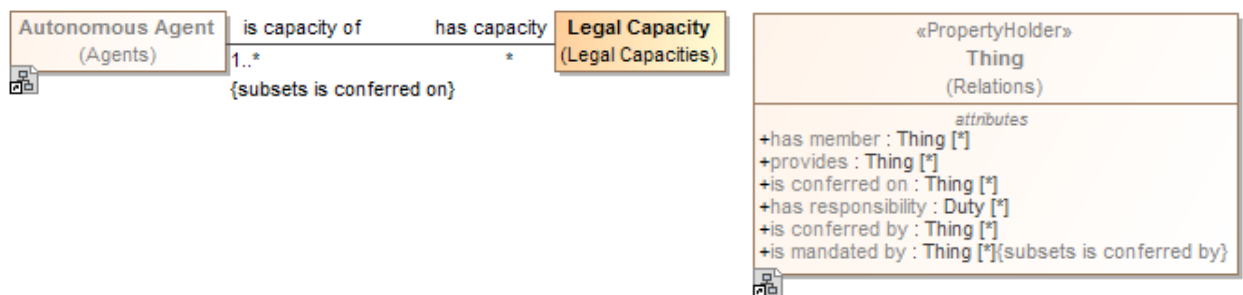 Autonomous Agent
(Agents)
is capacity of
has capacity
1..*
*
{subsets is conferred on}
Legal Capacity
(Legal Capacities)
«PropertyHolder»
Thing
(Relations)
attributes
+has member : Thing [*]
+provides : Thing [*]
+is conferred on : Thing [*]
+has responsibility : Duty [*]
+is conferred by : Thing [*]
+is mandated by : Thing [*]{subsets is conferred by}